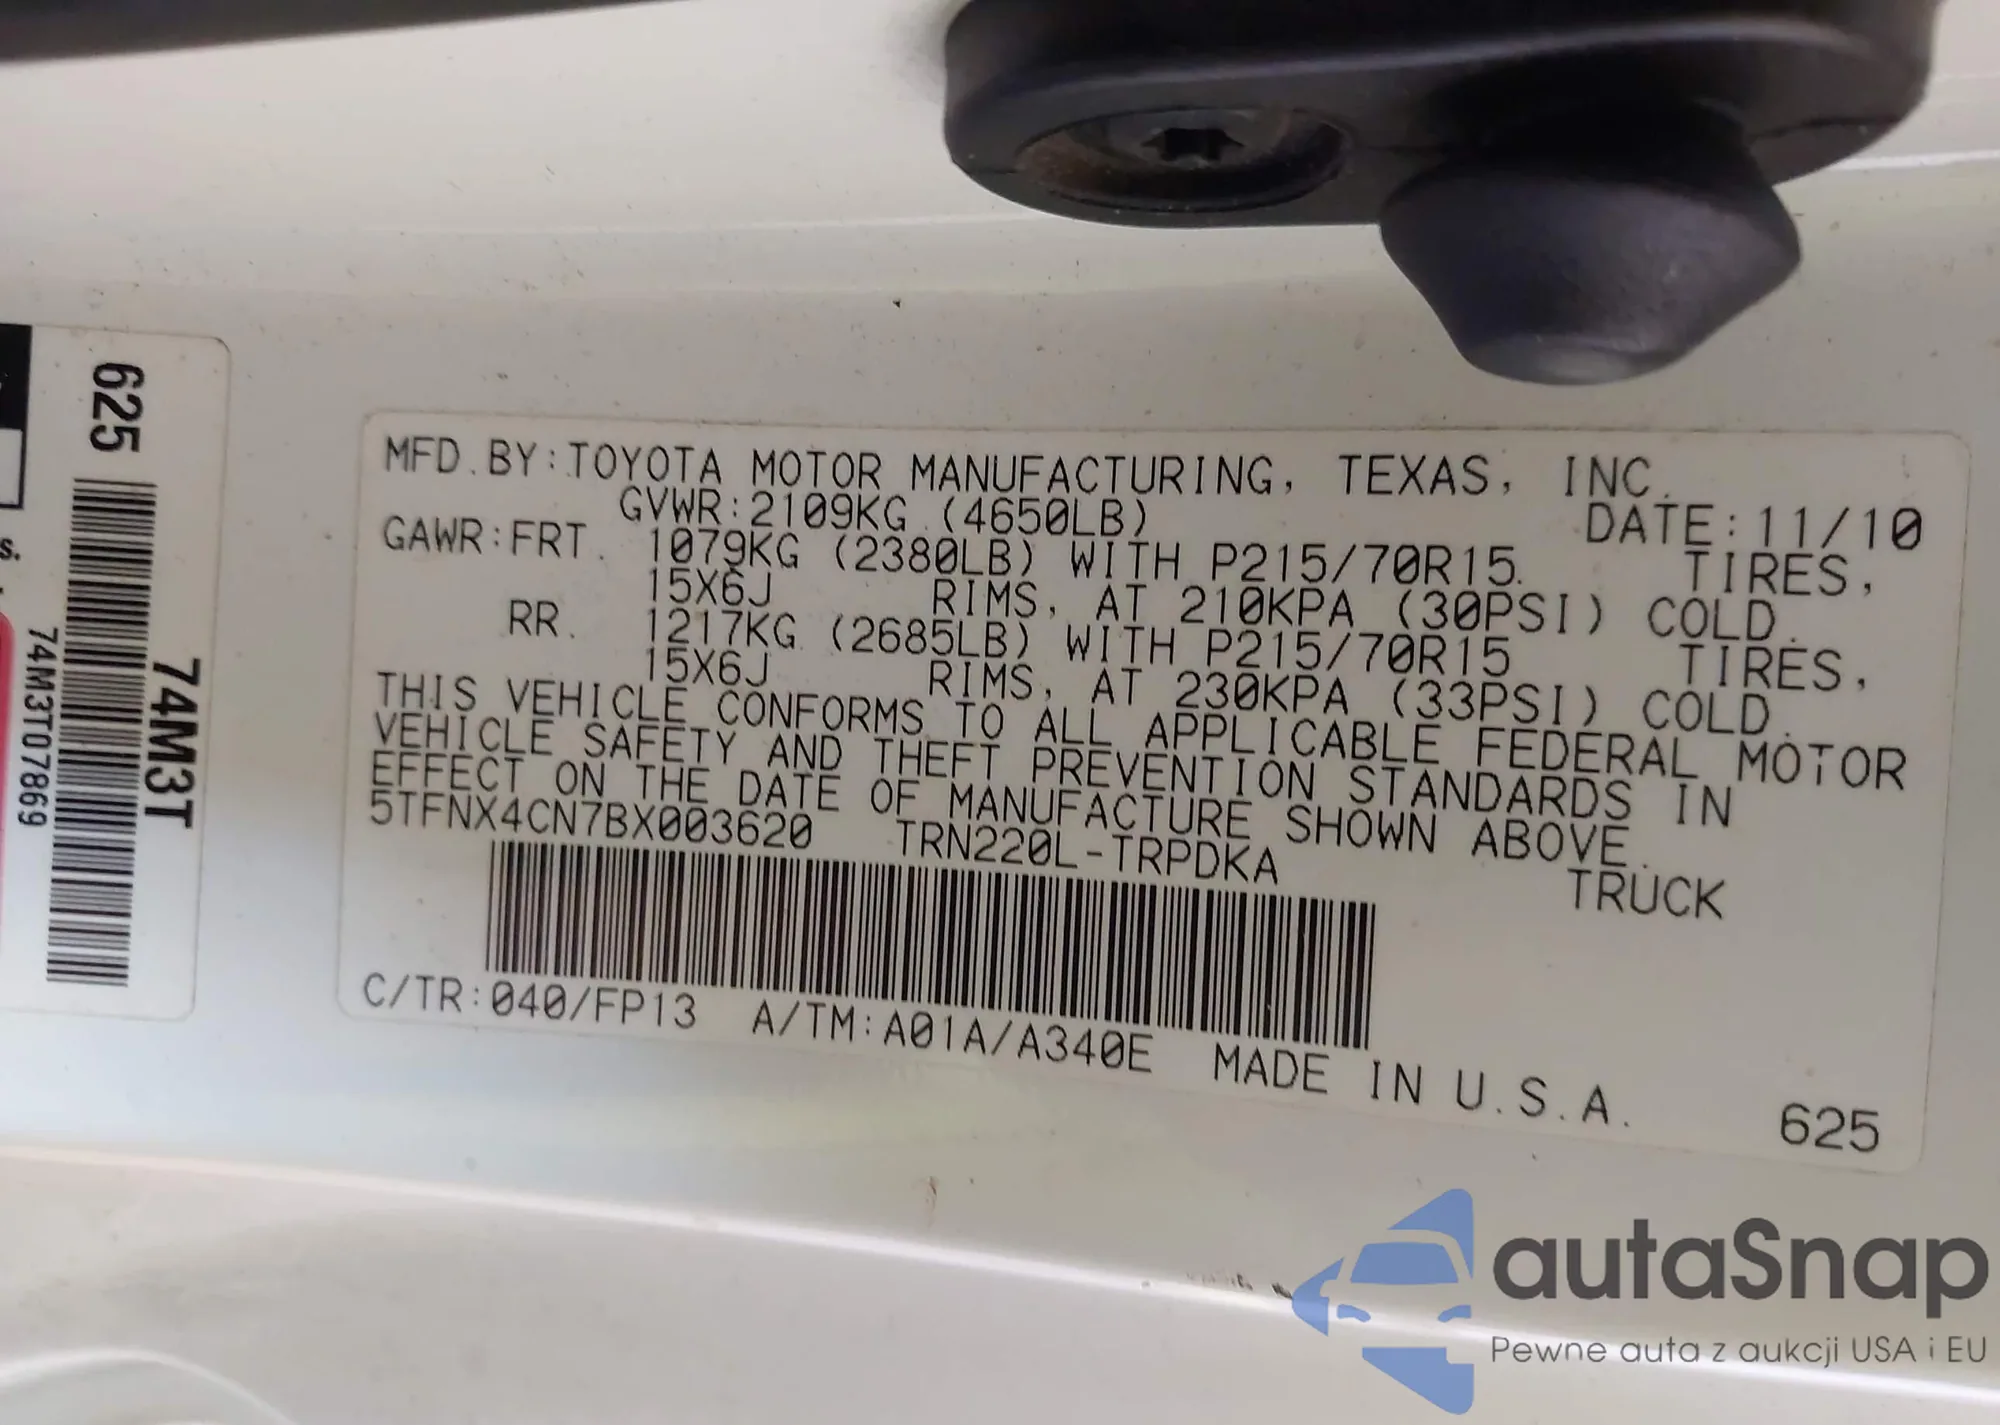 625
74M3T
74M3T07869
s.
MFD. BY: TOYOTA MOTOR MANUFACTURING, TEXAS, INC.
GVWR: 2109KG (4650LB) DATE: 11/10
GAWR: FRT. 1079KG (2380LB) WITH P215/70R15 TIRES,
15X6J RIMS, AT 210KPA (30PSI) COLD.
RR. 1217KG (2685LB) WITH P215/70R15 TIRES,
15X6J RIMS, AT 230KPA (33PSI) COLD.
THIS VEHICLE CONFORMS TO ALL APPLICABLE FEDERAL MOTOR
VEHICLE SAFETY AND THEFT PREVENTION STANDARDS IN
EFFECT ON THE DATE OF MANUFACTURE SHOWN ABOVE.
5TFNX4CN7BX003620 TRN220L-TRPDKA TRUCK
C/TR: 040/FP13 A/TM: A01A/A340E MADE IN U.S.A.
625
autaSnap
Pewne auta z aukcji USA i EU